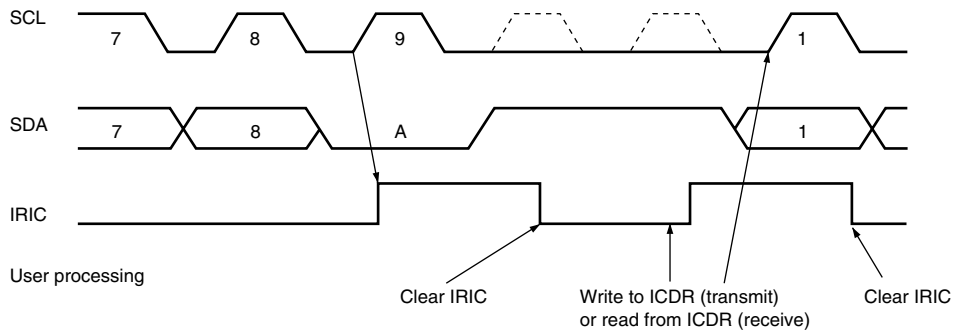 SCL
7 8 9 1
SDA
7 8 A 1
IRIC
User processing
Clear IRIC
Write to ICDR (transmit)
or read from ICDR (receive)
Clear IRIC